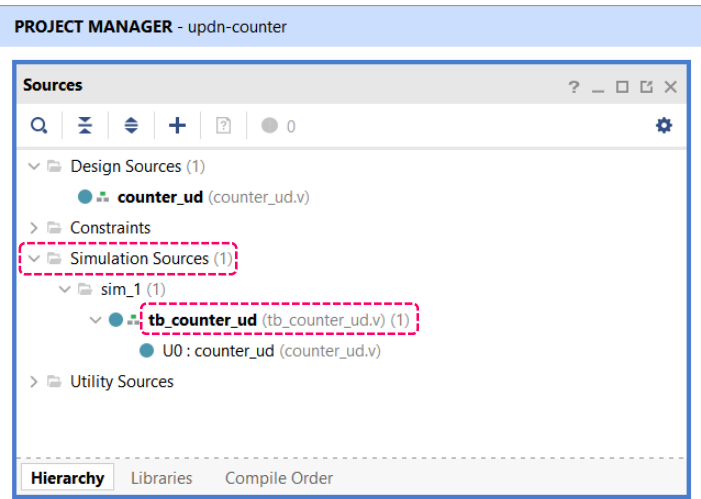 PROJECT MANAGER - updn-counter
Sources
? _
0
Design Sources (1)
counter_ud (counter_ud.v)
Constraints
Simulation Sources (1)
sim_1 (1)
tb_counter_ud (tb_counter_ud.v) (1)
U0 : counter_ud (counter_ud.v)
Utility Sources
Hierarchy Libraries Compile Order